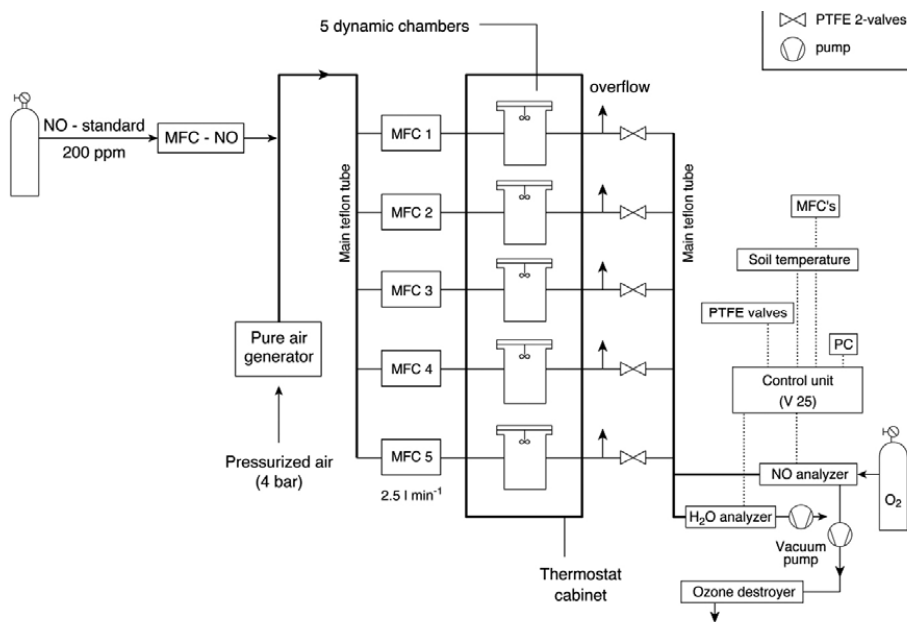 PTFE 2-valves
pump
5 dynamic chambers
overflow
NO - standard
200 ppm
MFC - NO
MFC 1
MFC 2
MFC 3
MFC 4
MFC 5
2.5 l min⁻¹
Main teflon tube
Main teflon tube
Pure air
generator
Pressurized air
(4 bar)
Thermostat
cabinet
MFC's
Soil temperature
PTFE valves
PC
Control unit
(V 25)
NO analyzer
O₂
H₂O analyzer
Vacuum
pump
Ozone destroyer